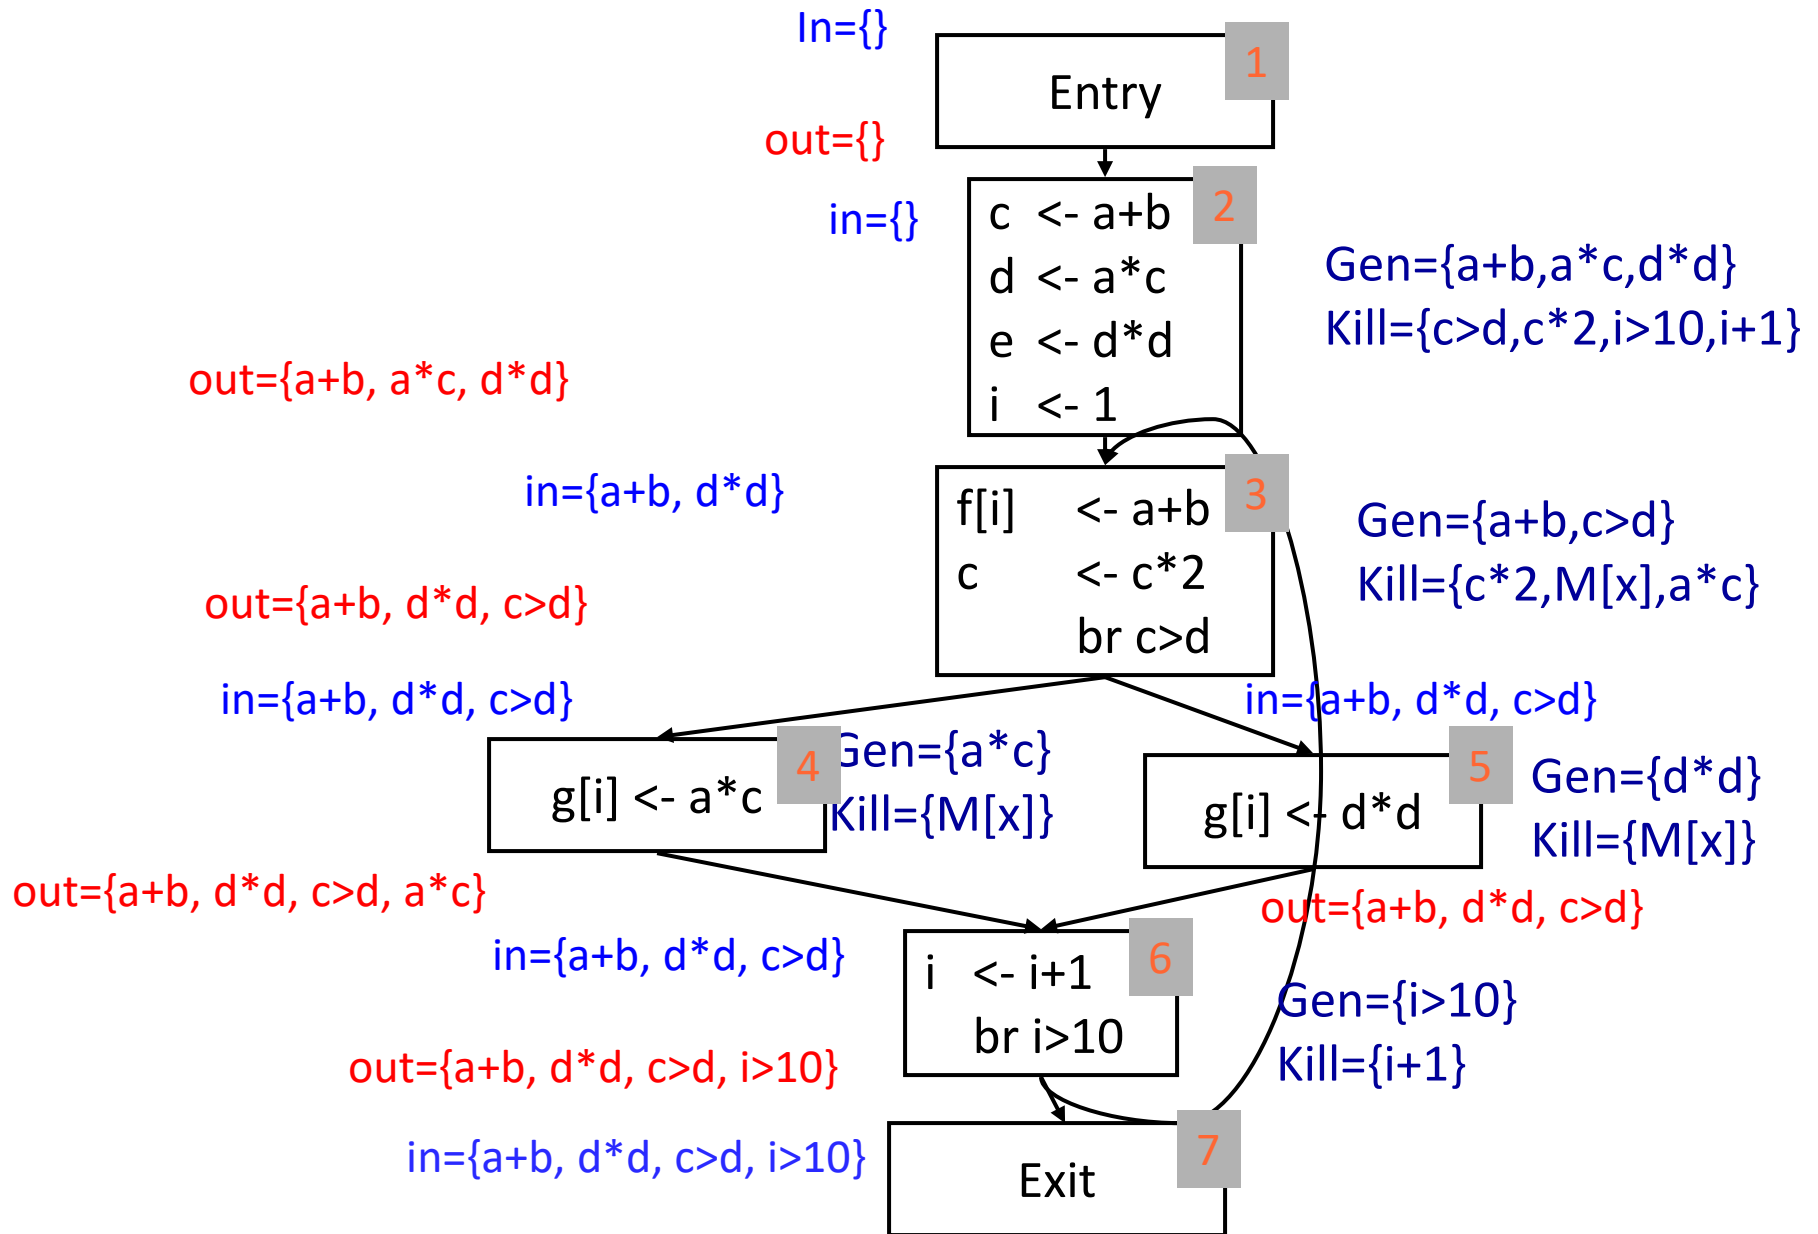 In={}
1
Entry
out={}
2
in={}
c <- a+b
d <- a*c
e <- d*d
i <- 1
Gen={a+b,a*c,d*d}
Kill={c>d,c*2,i>10,i+1}
out={a+b, a*c, d*d}
in={a+b, d*d}
3
f[i] <- a+b
c <- c*2
br c>d
Gen={a+b,c>d}
Kill={c*2,M[x],a*c}
out={a+b, d*d, c>d}
in={a+b, d*d, c>d}
in={a+b, d*d, c>d}
4
g[i] <- a*c
Gen={a*c}
Kill={M[x]}
5
g[i] <- d*d
Gen={d*d}
Kill={M[x]}
out={a+b, d*d, c>d, a*c}
out={a+b, d*d, c>d}
in={a+b, d*d, c>d}
6
i <- i+1
br i>10
Gen={i>10}
Kill={i+1}
out={a+b, d*d, c>d, i>10}
in={a+b, d*d, c>d, i>10}
7
Exit